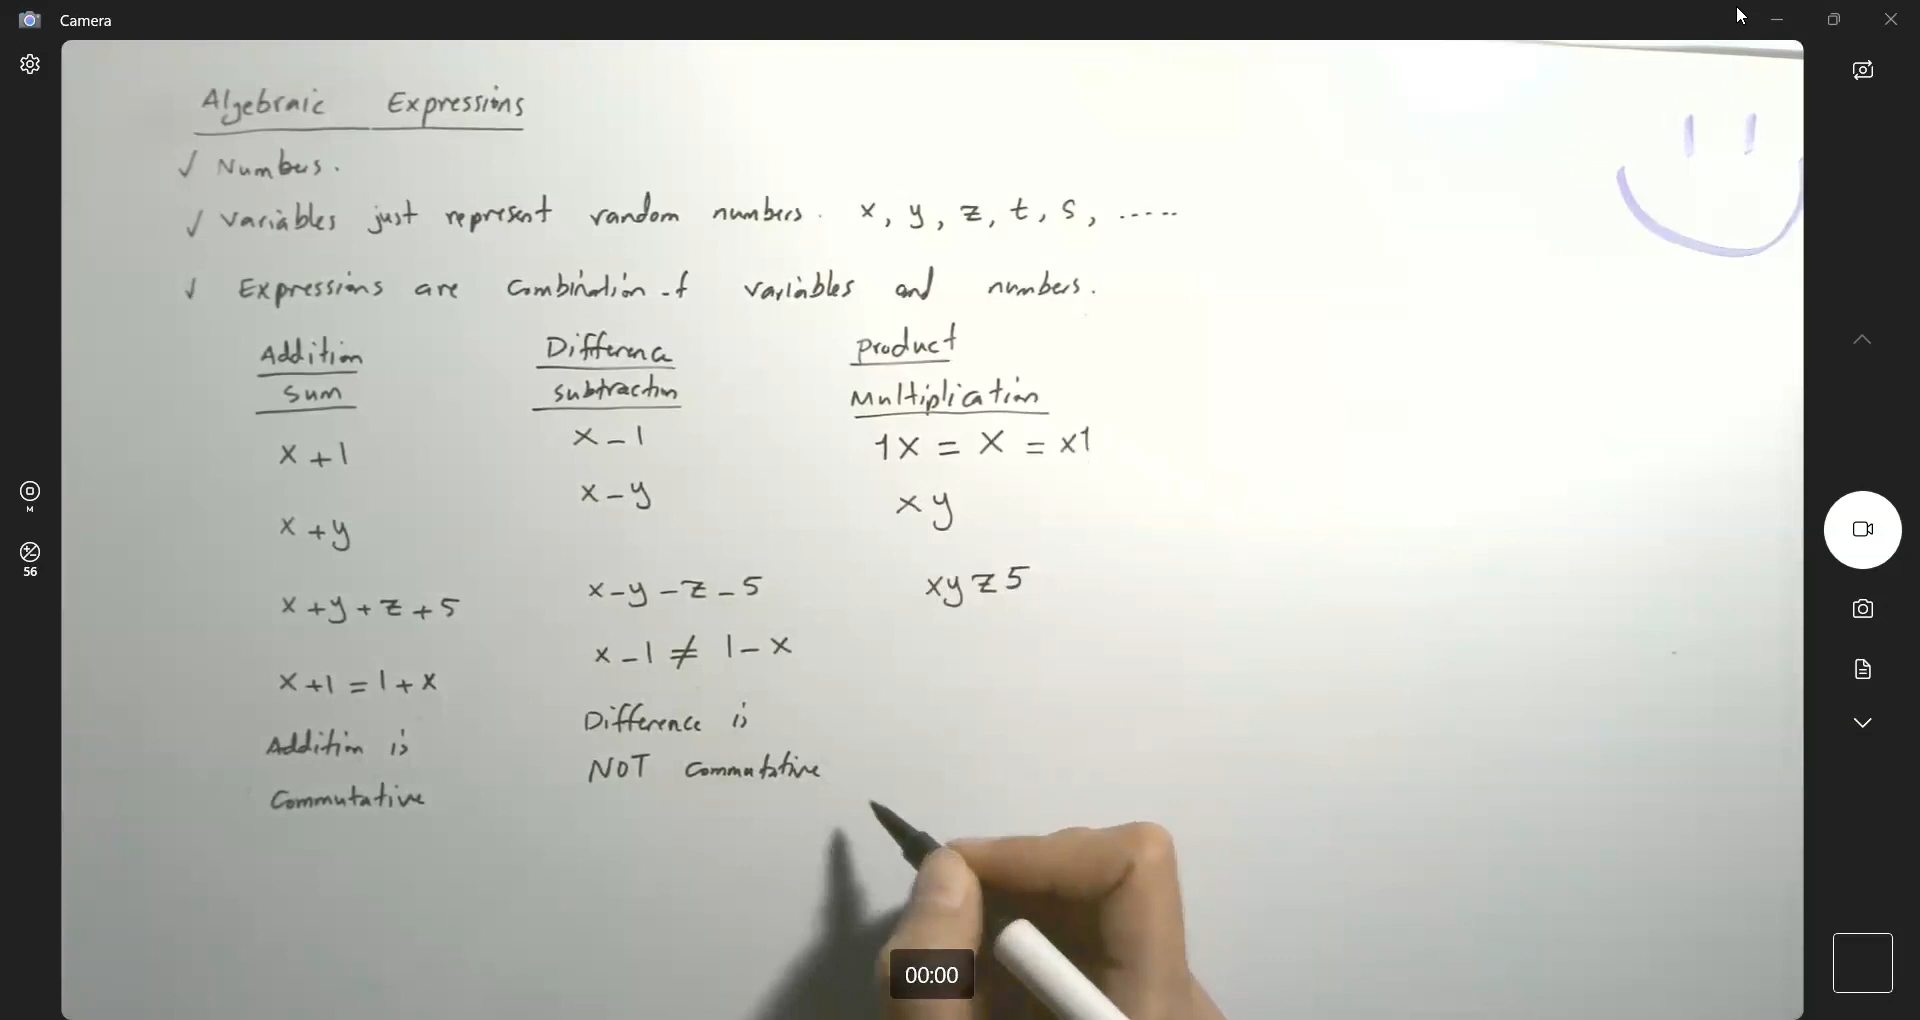 Camera
Algebraic Expressions
✓ Numbers.
✓ Variables just represent random numbers. x, y, z, t, s, .....
✓ Expressions are combination of variables and numbers.
Addition
Sum
x + 1
x + y
x + y + z + 5
x + 1 = 1 + x
Addition is
Commutative
Difference
subtraction
x - 1
x - y
x - y - z - 5
x - 1 ≠ 1 - x
Difference is
NOT commutative
product
Multiplication
1x = x = x1
xy
xyz5
M
56
00:00